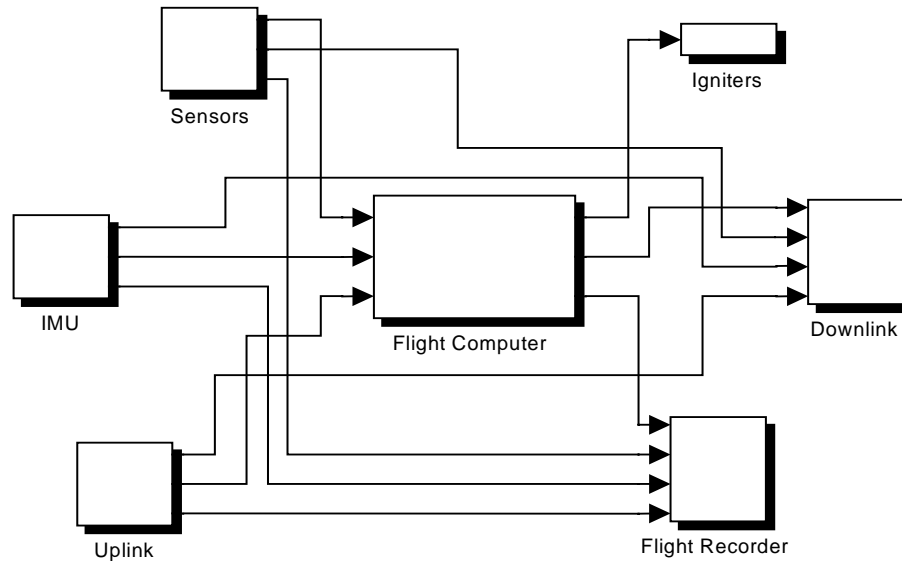 Igniters
Sensors
IMU
Flight Computer
Downlink
Uplink
Flight Recorder